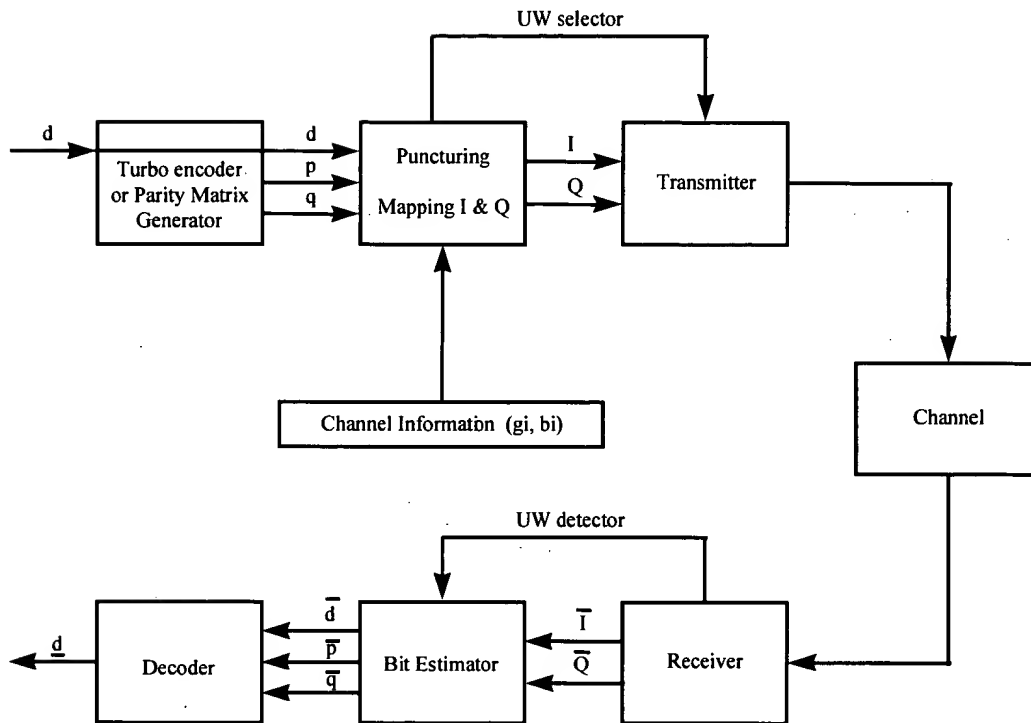 UW selector
d
Turbo encoder
or Parity Matrix
Generator
d
p
q
Puncturing
Mapping I & Q
I
Q
Transmitter
Channel Information (gi, bi)
Channel
UW detector
d
Decoder
d̅
p̅
q̅
Bit Estimator
I̅
Q̅
Receiver